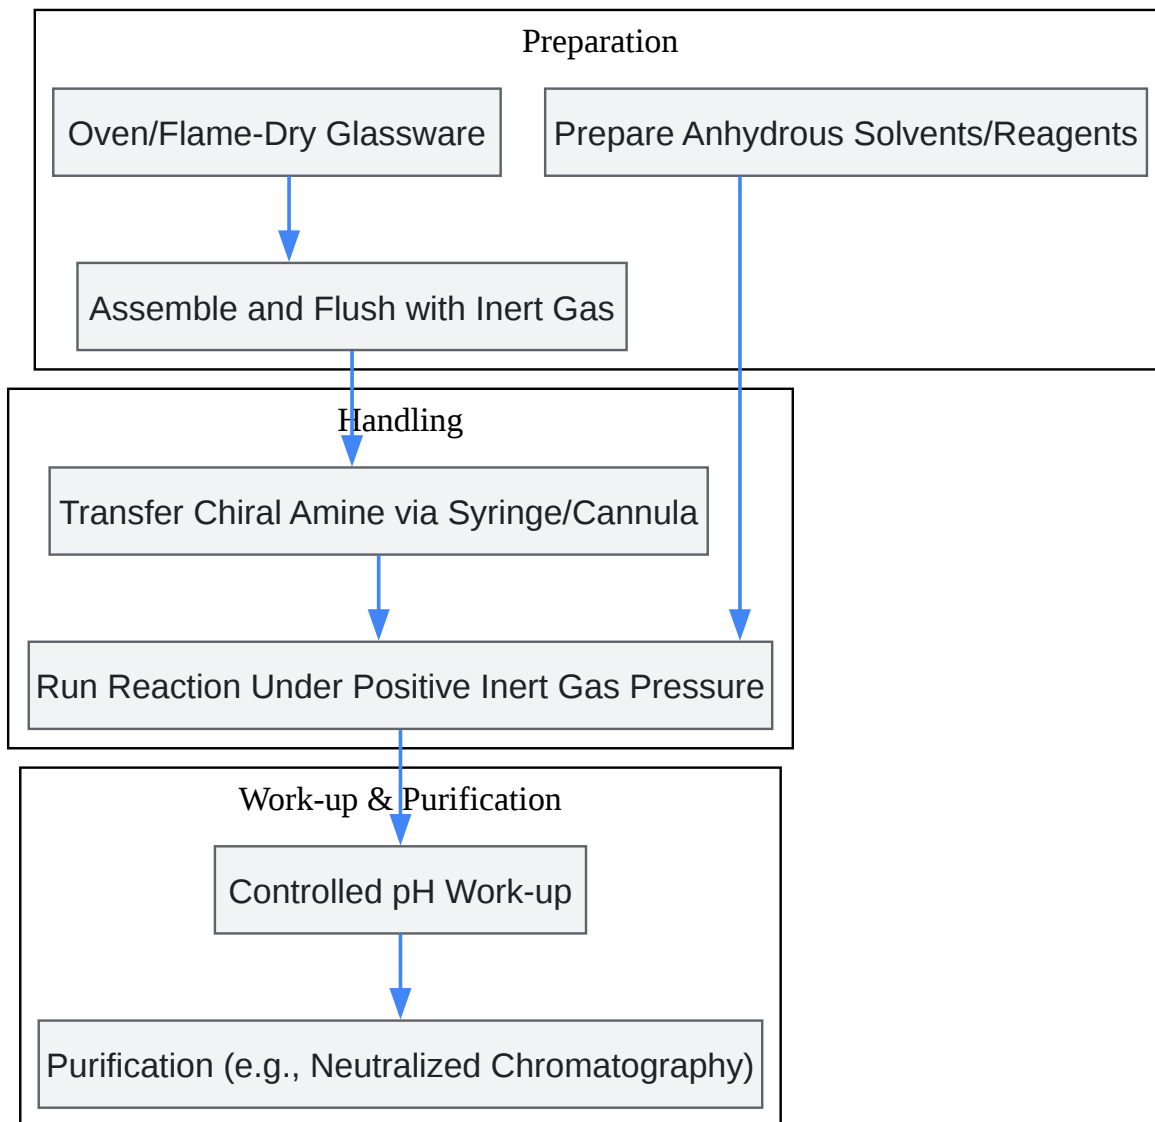 Preparation
Oven/Flame-Dry Glassware
Prepare Anhydrous Solvents/Reagents
Assemble and Flush with Inert Gas
Handling
Transfer Chiral Amine via Syringe/Cannula
Run Reaction Under Positive Inert Gas Pressure
Work-up & Purification
Controlled pH Work-up
Purification (e.g., Neutralized Chromatography)